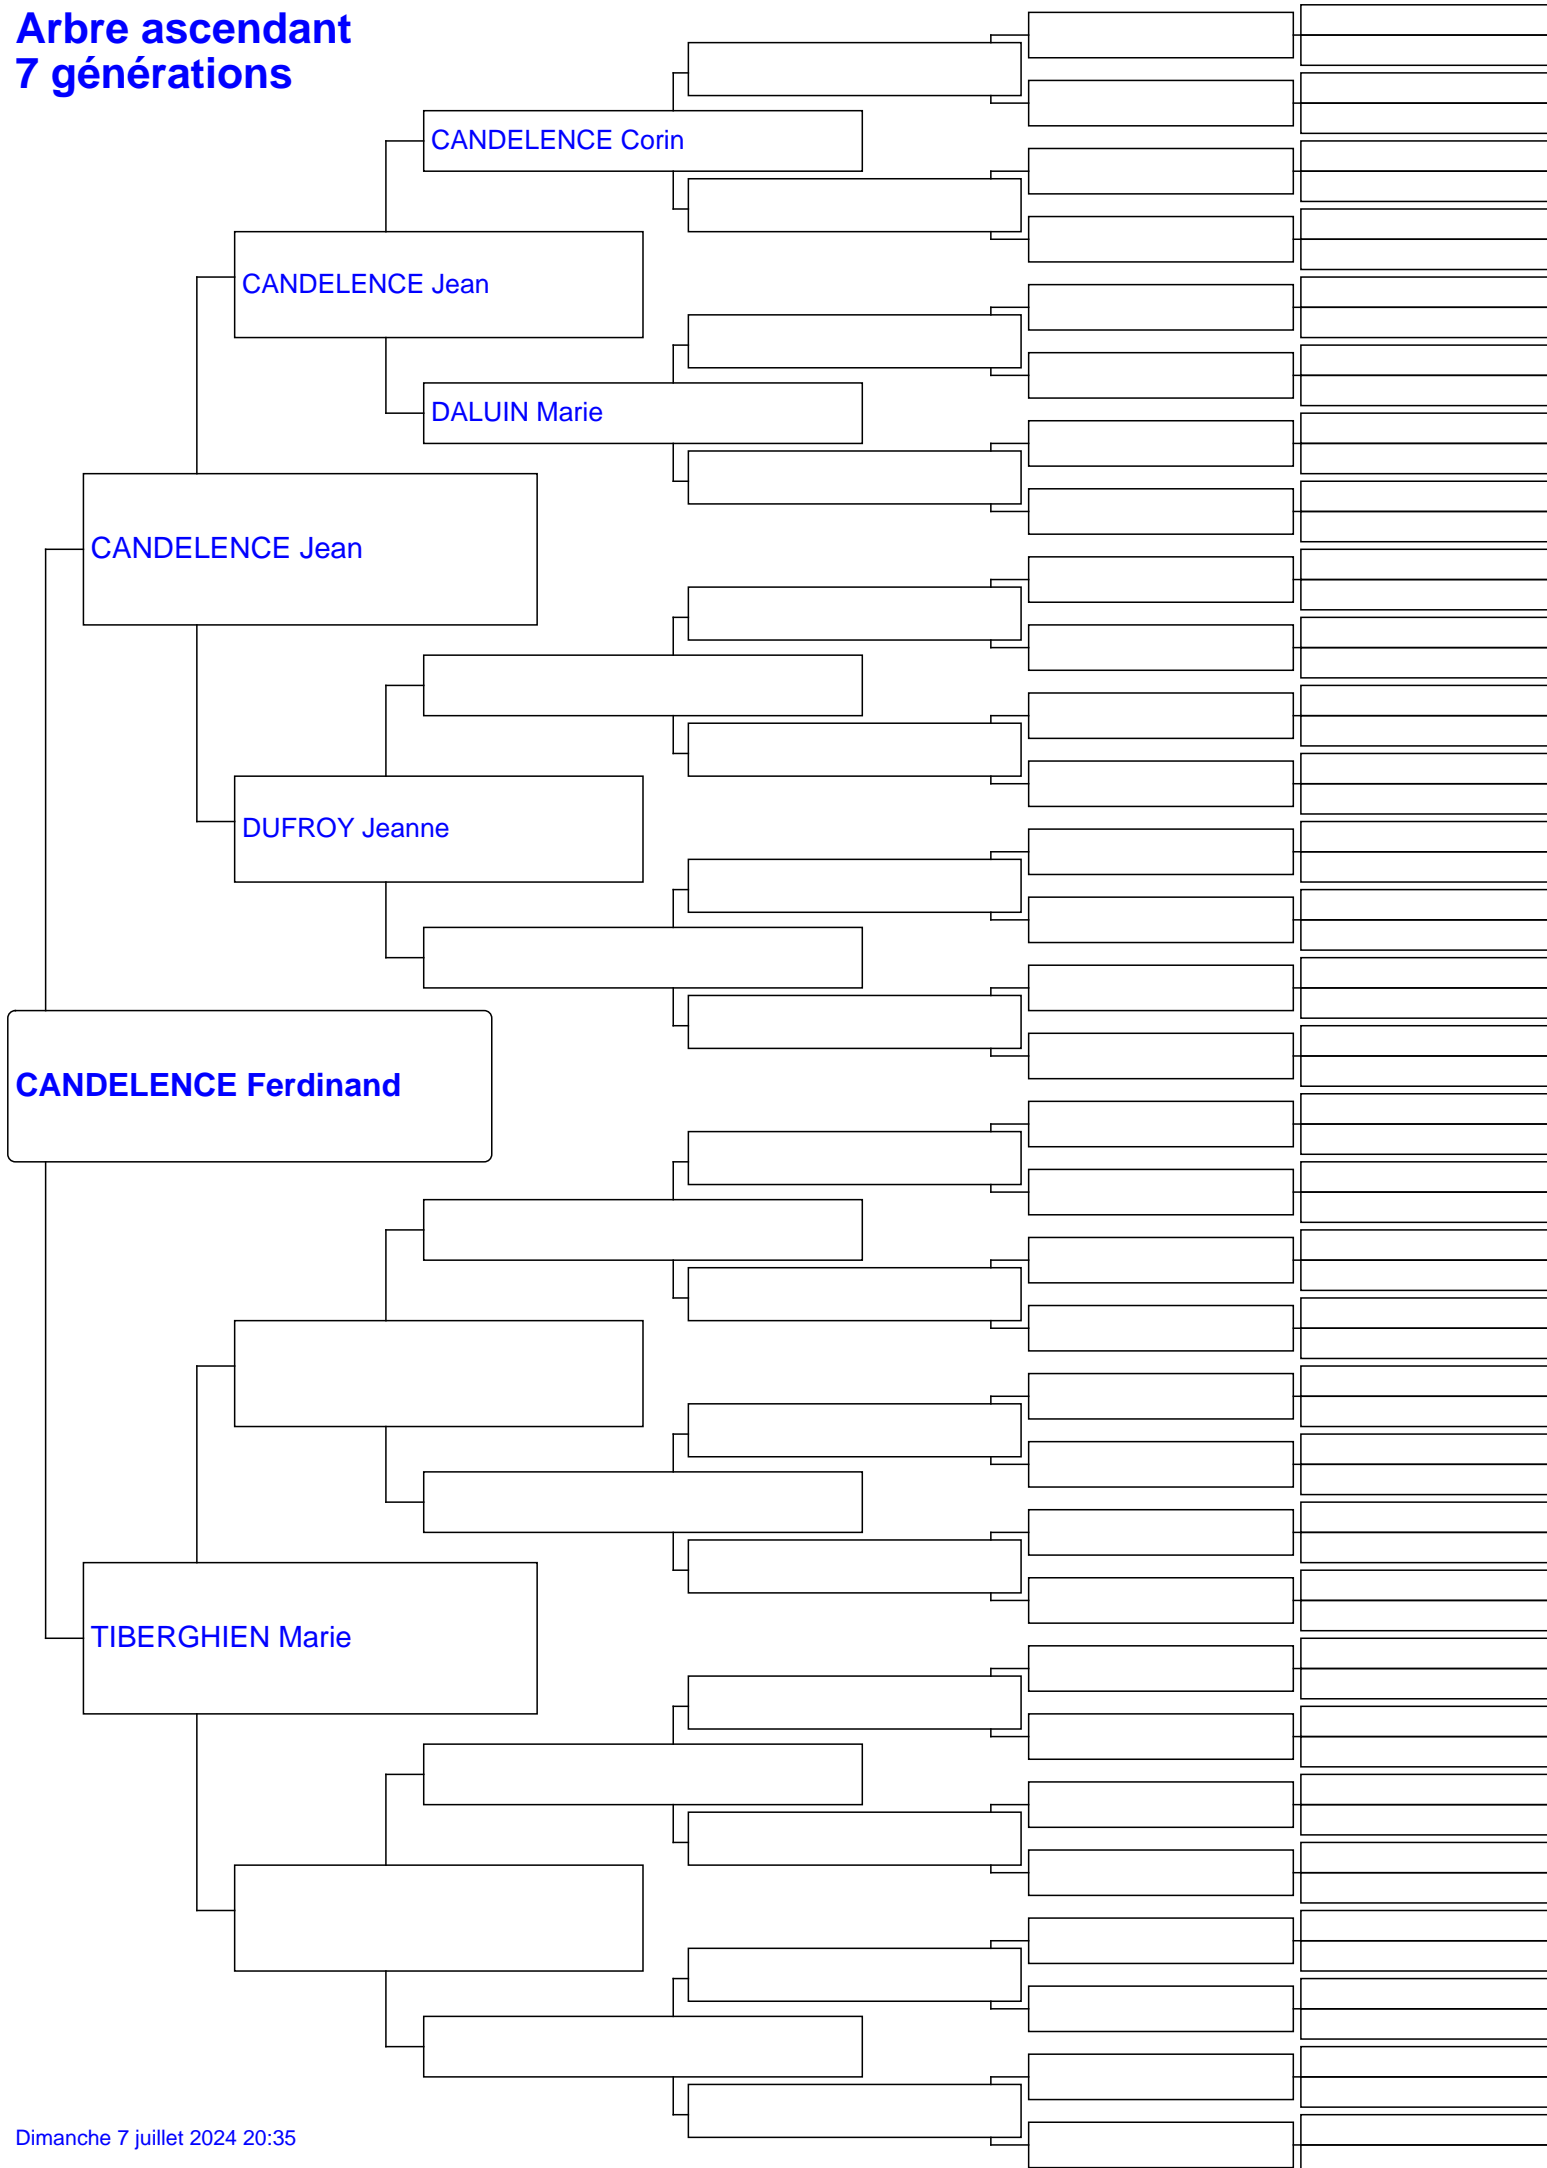 Arbre ascendant
7 générations
CANDELENCE Corin
CANDELENCE Jean
DALUIN Marie
CANDELENCE Jean
DUFROY Jeanne
CANDELENCE Ferdinand
TIBERGHIEN Marie
Dimanche 7 juillet 2024 20:35